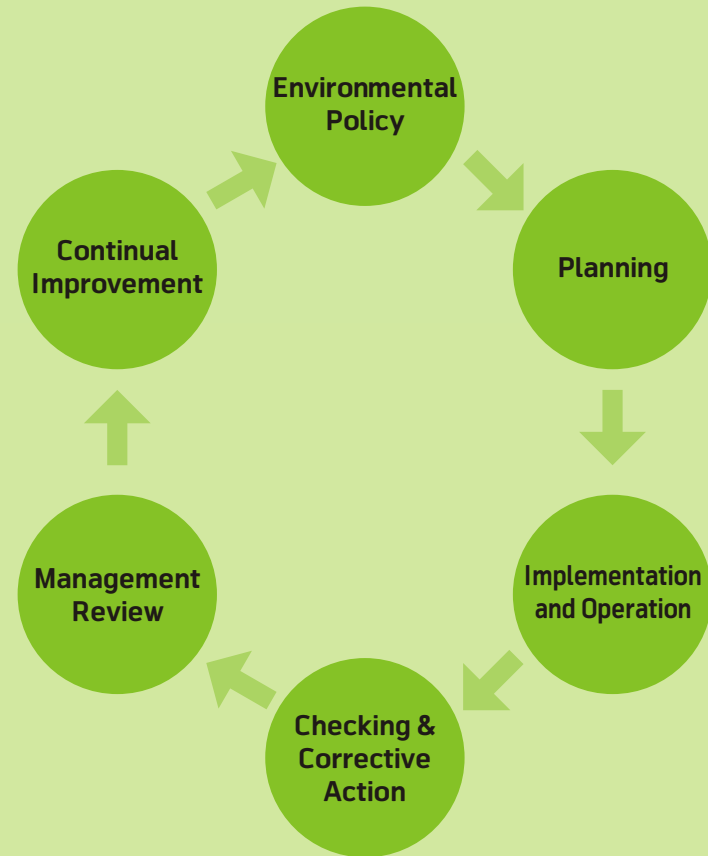 Environmental
Policy
Planning
Implementation
and Operation
Checking &
Corrective
Action
Management
Review
Continual
Improvement